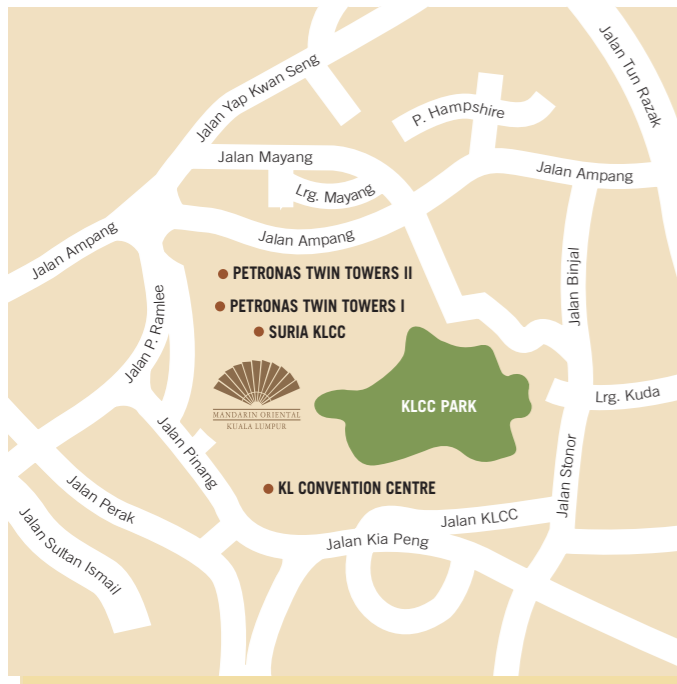 Jalan Tun Razak
Jalan Yap Kwan Seng
P. Hampshire
Jalan Mayang
Jalan Ampang
Lrg. Mayang
Jalan Ampang
Jalan Ampang
PETRONAS TWIN TOWERS II
Jalan Binjal
PETRONAS TWIN TOWERS I
SURIA KLCC
Jalan P. Ramlee
MANDARIN ORIENTAL
KUALA LUMPUR
KLCC PARK
Lrg. Kuda
Jalan Pinang
Jalan Stonor
KL CONVENTION CENTRE
Jalan Perak
Jalan KLCC
Jalan Kia Peng
Jalan Sultan Ismail